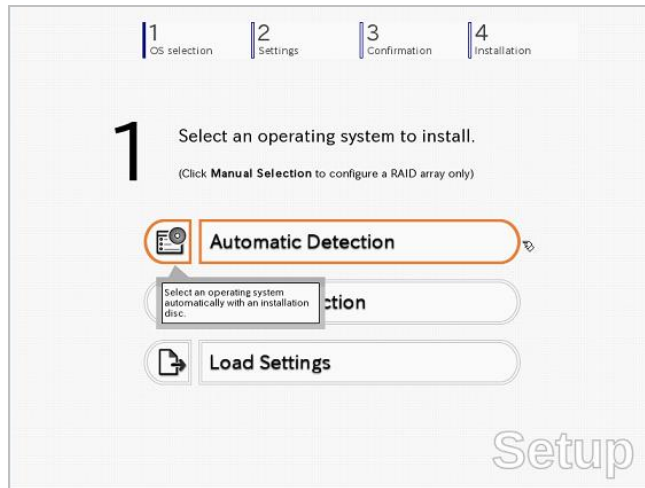 1
OS selection
2
Settings
3
Confirmation
4
Installation
1
Select an operating system to install.
(Click Manual Selection to configure a RAID array only)
Automatic Detection
Select an operating system
automatically with an installation
disc.
ction
Load Settings
Setup